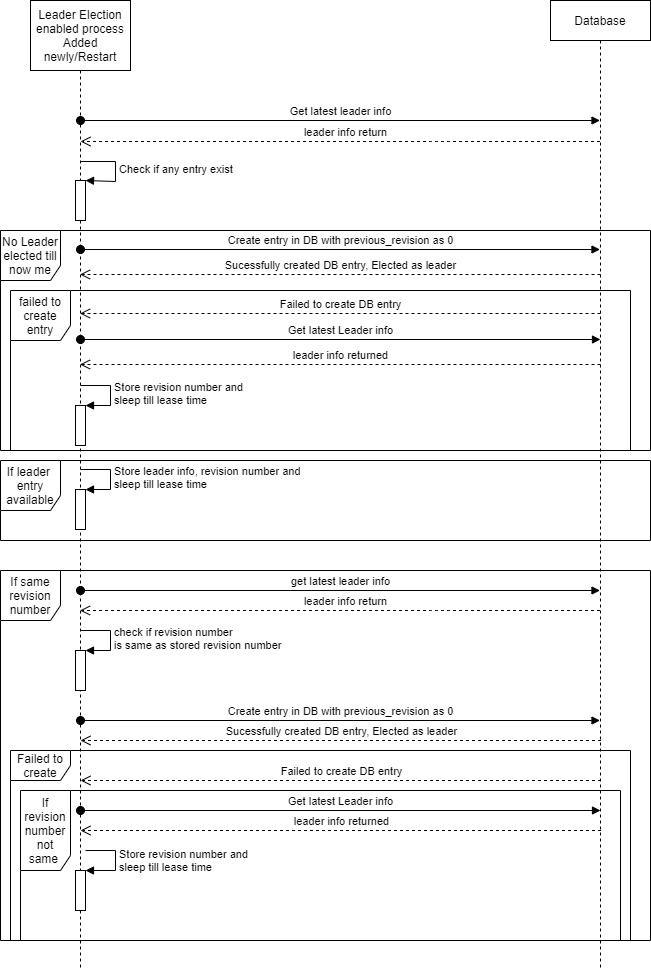 Leader Election
enabled process
Added
newly/Restart
Database
Get latest leader info
leader info return
Check if any entry exist
No Leader
elected till
now me
Create entry in DB with previous_revision as 0
Sucessfully created DB entry, Elected as leader
failed to
create
entry
Failed to create DB entry
Get latest Leader info
leader info returned
Store revision number and
sleep till lease time
If leader
entry
available
Store leader info, revision number and
sleep till lease time
If same
revision
number
get latest leader info
leader info return
check if revision number
is same as stored revision number
Create entry in DB with previous_revision as 0
Sucessfully created DB entry, Elected as leader
Failed to
create
Failed to create DB entry
If
revision
number
not
same
Get latest Leader info
leader info returned
Store revision number and
sleep till lease time